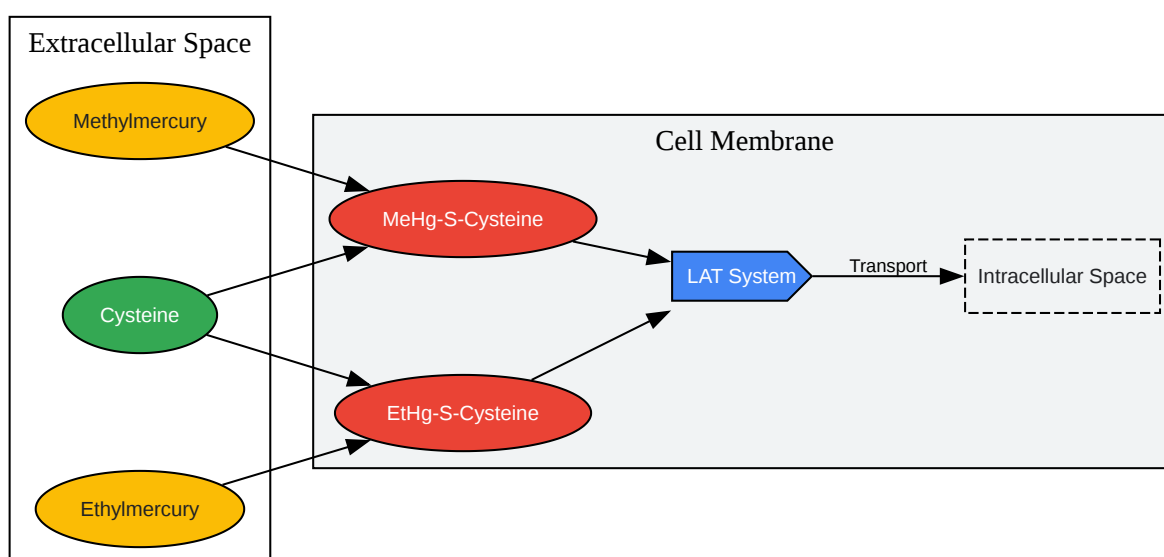 Extracellular Space
Methylmercury
Cysteine
Ethylmercury
Cell Membrane
MeHg-S-Cysteine
EtHg-S-Cysteine
LAT System
Transport
Intracellular Space